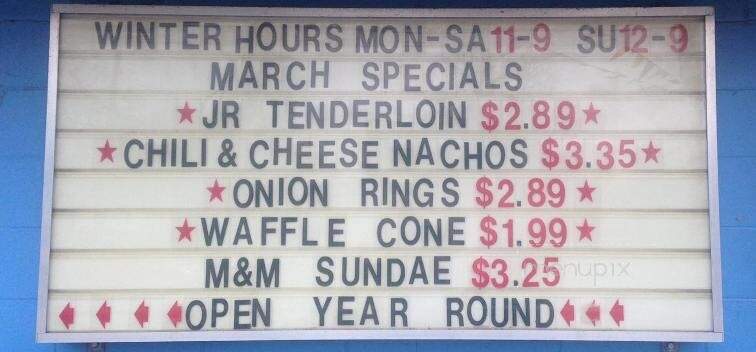 WINTER HOURS MON-SA 11-9 SU 12-9
MARCH SPECIALS
★JR TENDERLOIN $2.89★
★CHILI & CHEESE NACHOS $3.35★
★ONION RINGS $2.89★
★WAFFLE CONE $1.99★
M&M SUNDAE $3.25
OPEN YEAR ROUND